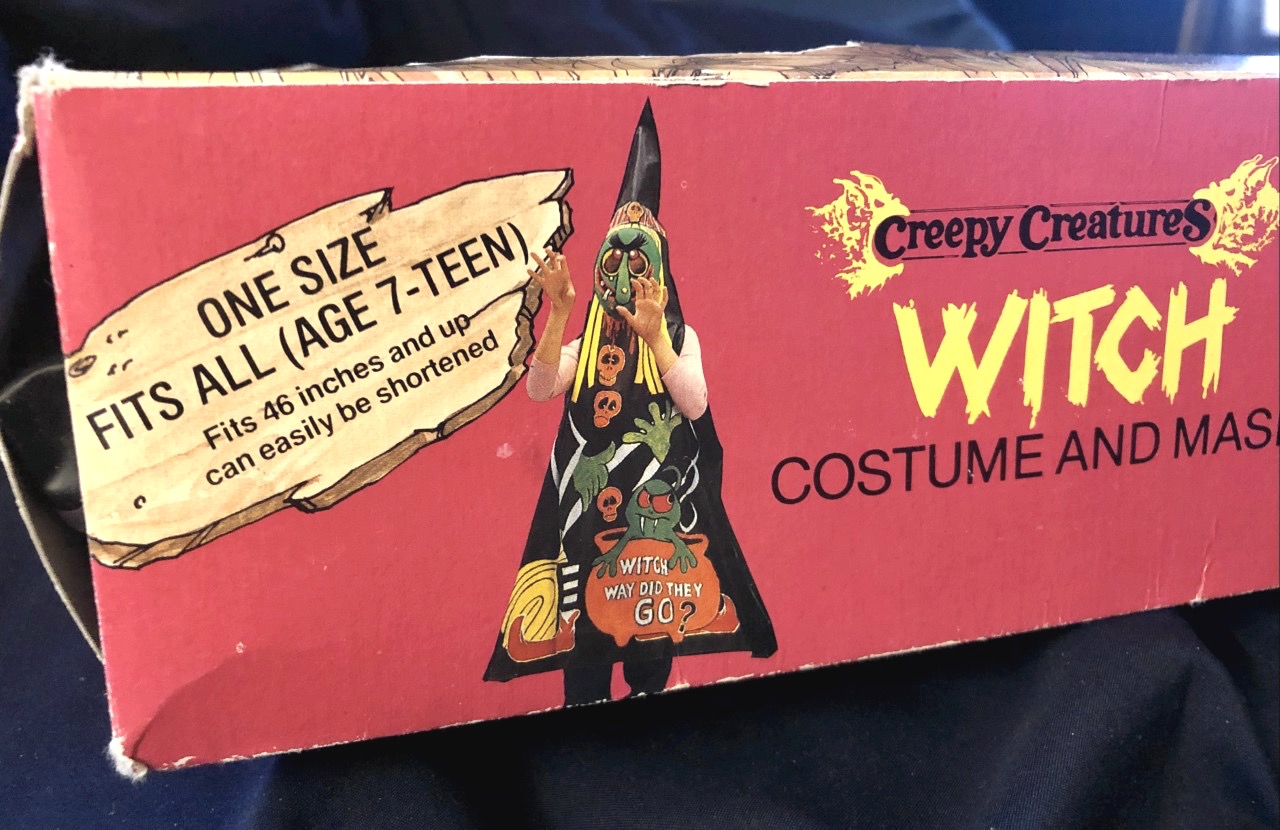 ONE SIZE
FITS ALL (AGE 7-TEEN)
Fits 46 inches and up
can easily be shortened
WITCH
WAY DID THEY
GO?
Creepy Creatures
WITCH
COSTUME AND MAS